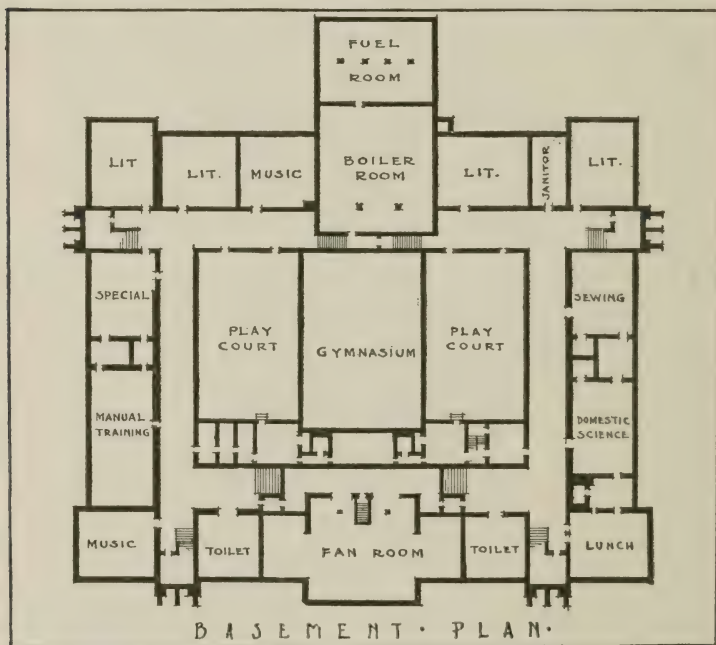 FUEL
ROOM
LIT
LIT.
MUSIC
BOILER
ROOM
LIT.
JANITOR
LIT.
SPECIAL
PLAY
COURT
GYMNASIUM
PLAY
COURT
SEWING
MANUAL
TRAINING
DOMESTIC
SCIENCE
MUSIC
TOILET
FAN ROOM
TOILET
LUNCH
BASEMENT · PLAN ·